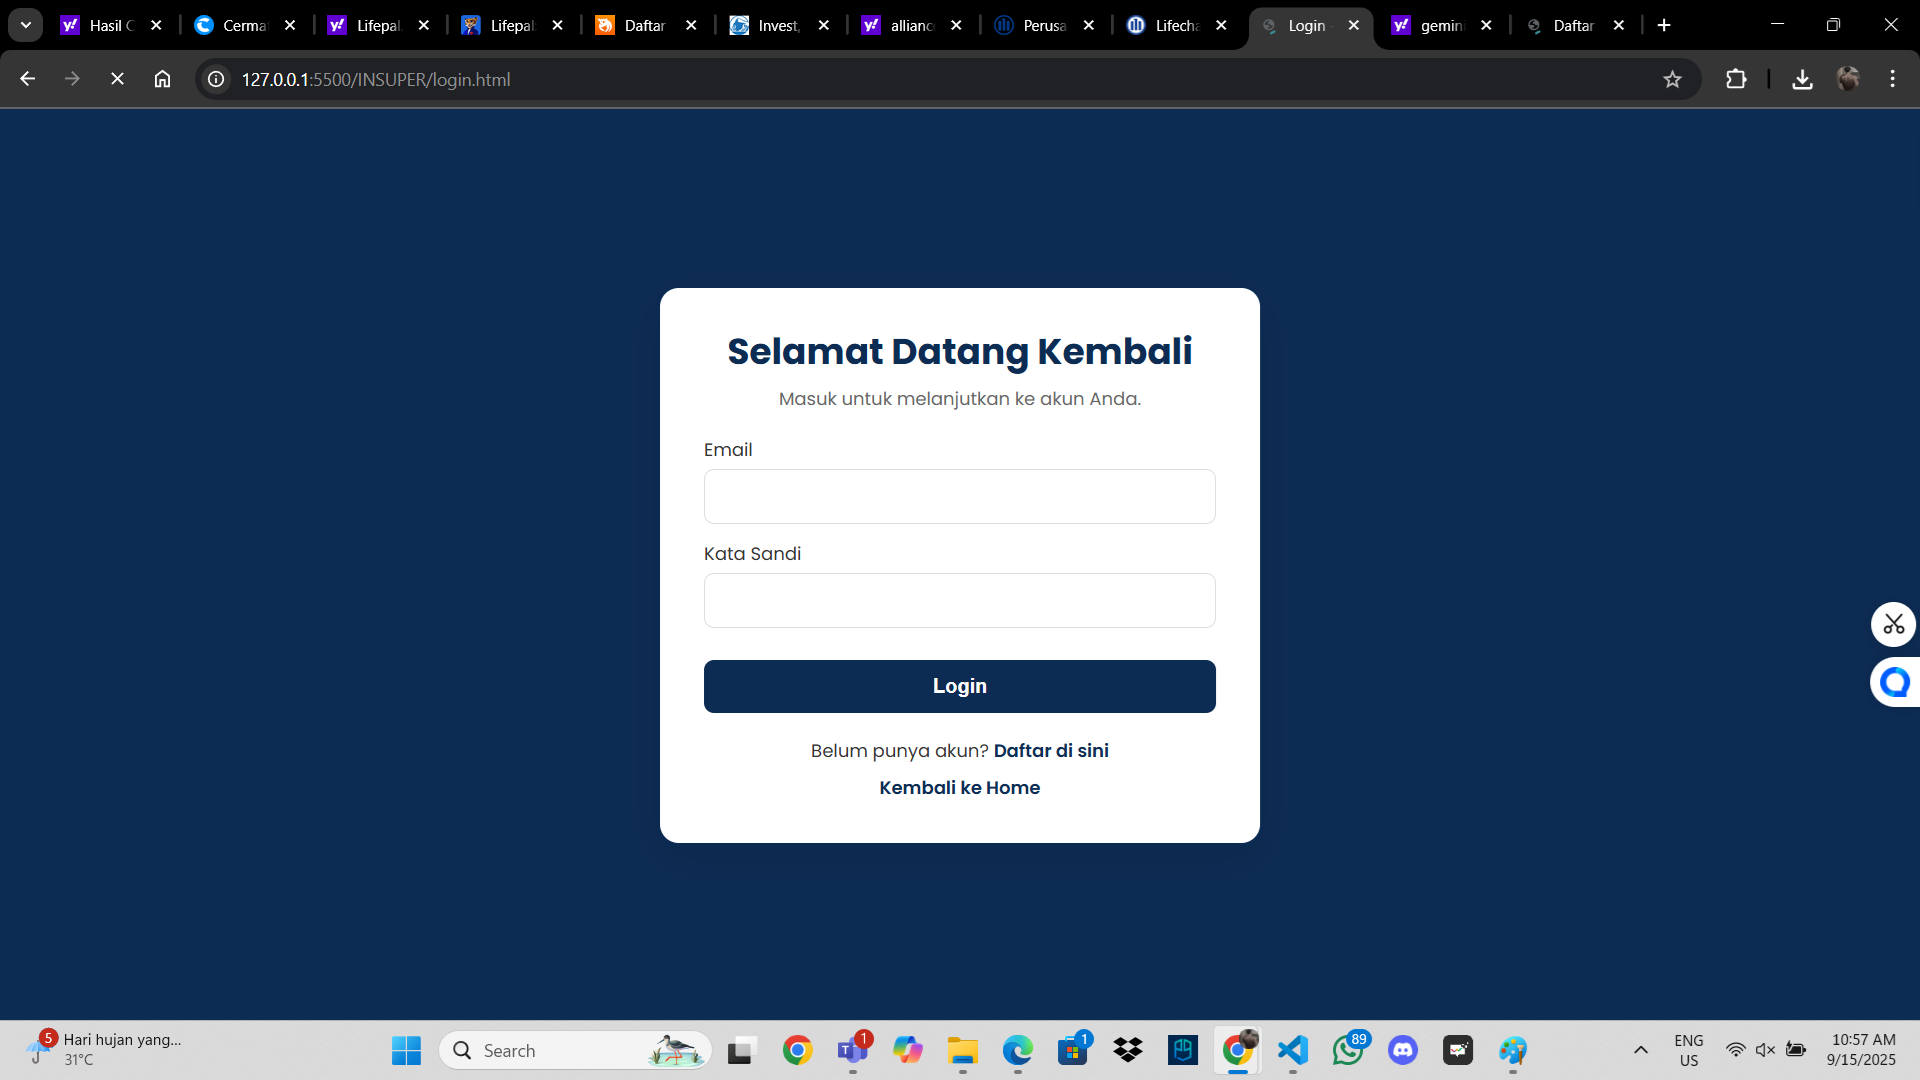 Hasil C
Cerma
Lifepal.
Lifepal
Daftar
Invest,
allianc
Perusa
Lifecha
Login -
gemini
Daftar
127.0.0.1:5500/INSUPER/login.html
Selamat Datang Kembali
Masuk untuk melanjutkan ke akun Anda.
Email
Kata Sandi
Login
Belum punya akun? Daftar di sini
Kembali ke Home
5
Hari hujan yang...
31°C
Search
1
1
89
ENG
US
10:57 AM
9/15/2025